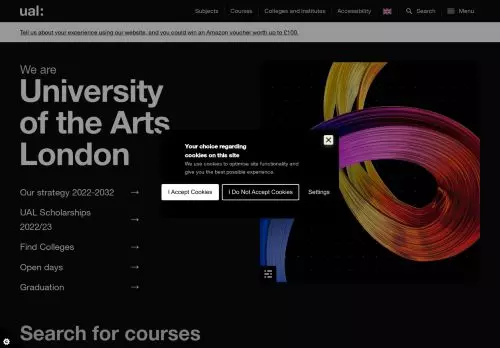 ual:
Subjects
Courses
Colleges and Institutes
Accessibility
Search
Menu
Tell us about your experience using our website, and you could win an Amazon voucher worth up to £100.
We are
University
of the Arts
London
Our strategy 2022-2032
UAL Scholarships
2022/23
Find Colleges
Open days
Graduation
Your choice regarding
cookies on this site
We use cookies to optimise site functionality and
give you the best possible experience.
I Accept Cookies
I Do Not Accept Cookies
Settings
Search for courses